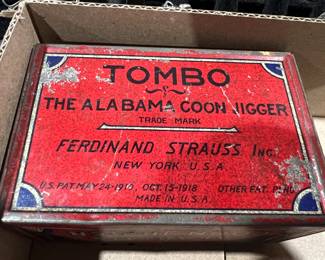 TOMBO
THE ALABAMA COON JIGGER
TRADE MARK
FERDINAND STRAUSS Inc.
NEW YORK U.S.A.
U.S. PAT. MAY-24-1910, OCT. 15-1918 OTHER PAT. PEND.
MADE IN U.S.A.